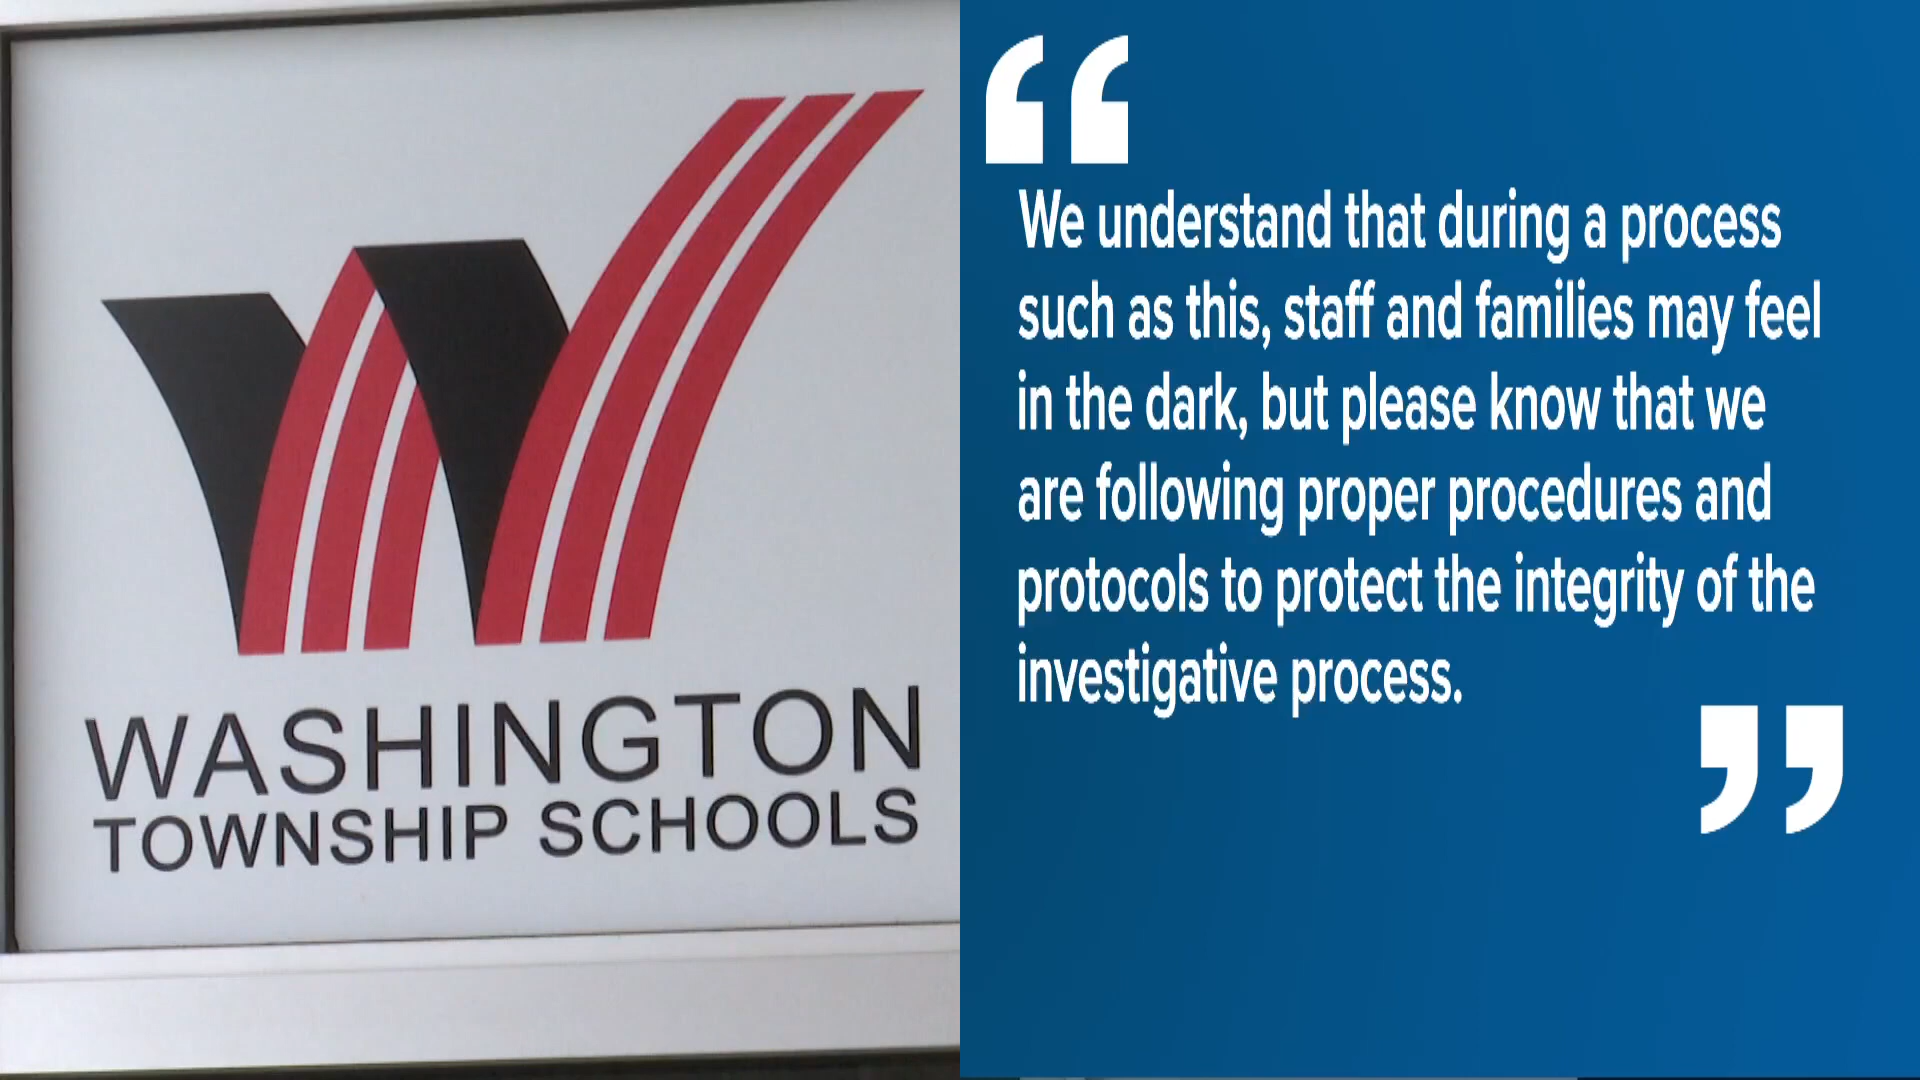 WASHINGTON
TOWNSHIP SCHOOLS
“
We understand that during a process
such as this, staff and families may feel
in the dark, but please know that we
are following proper procedures and
protocols to protect the integrity of the
investigative process.
”